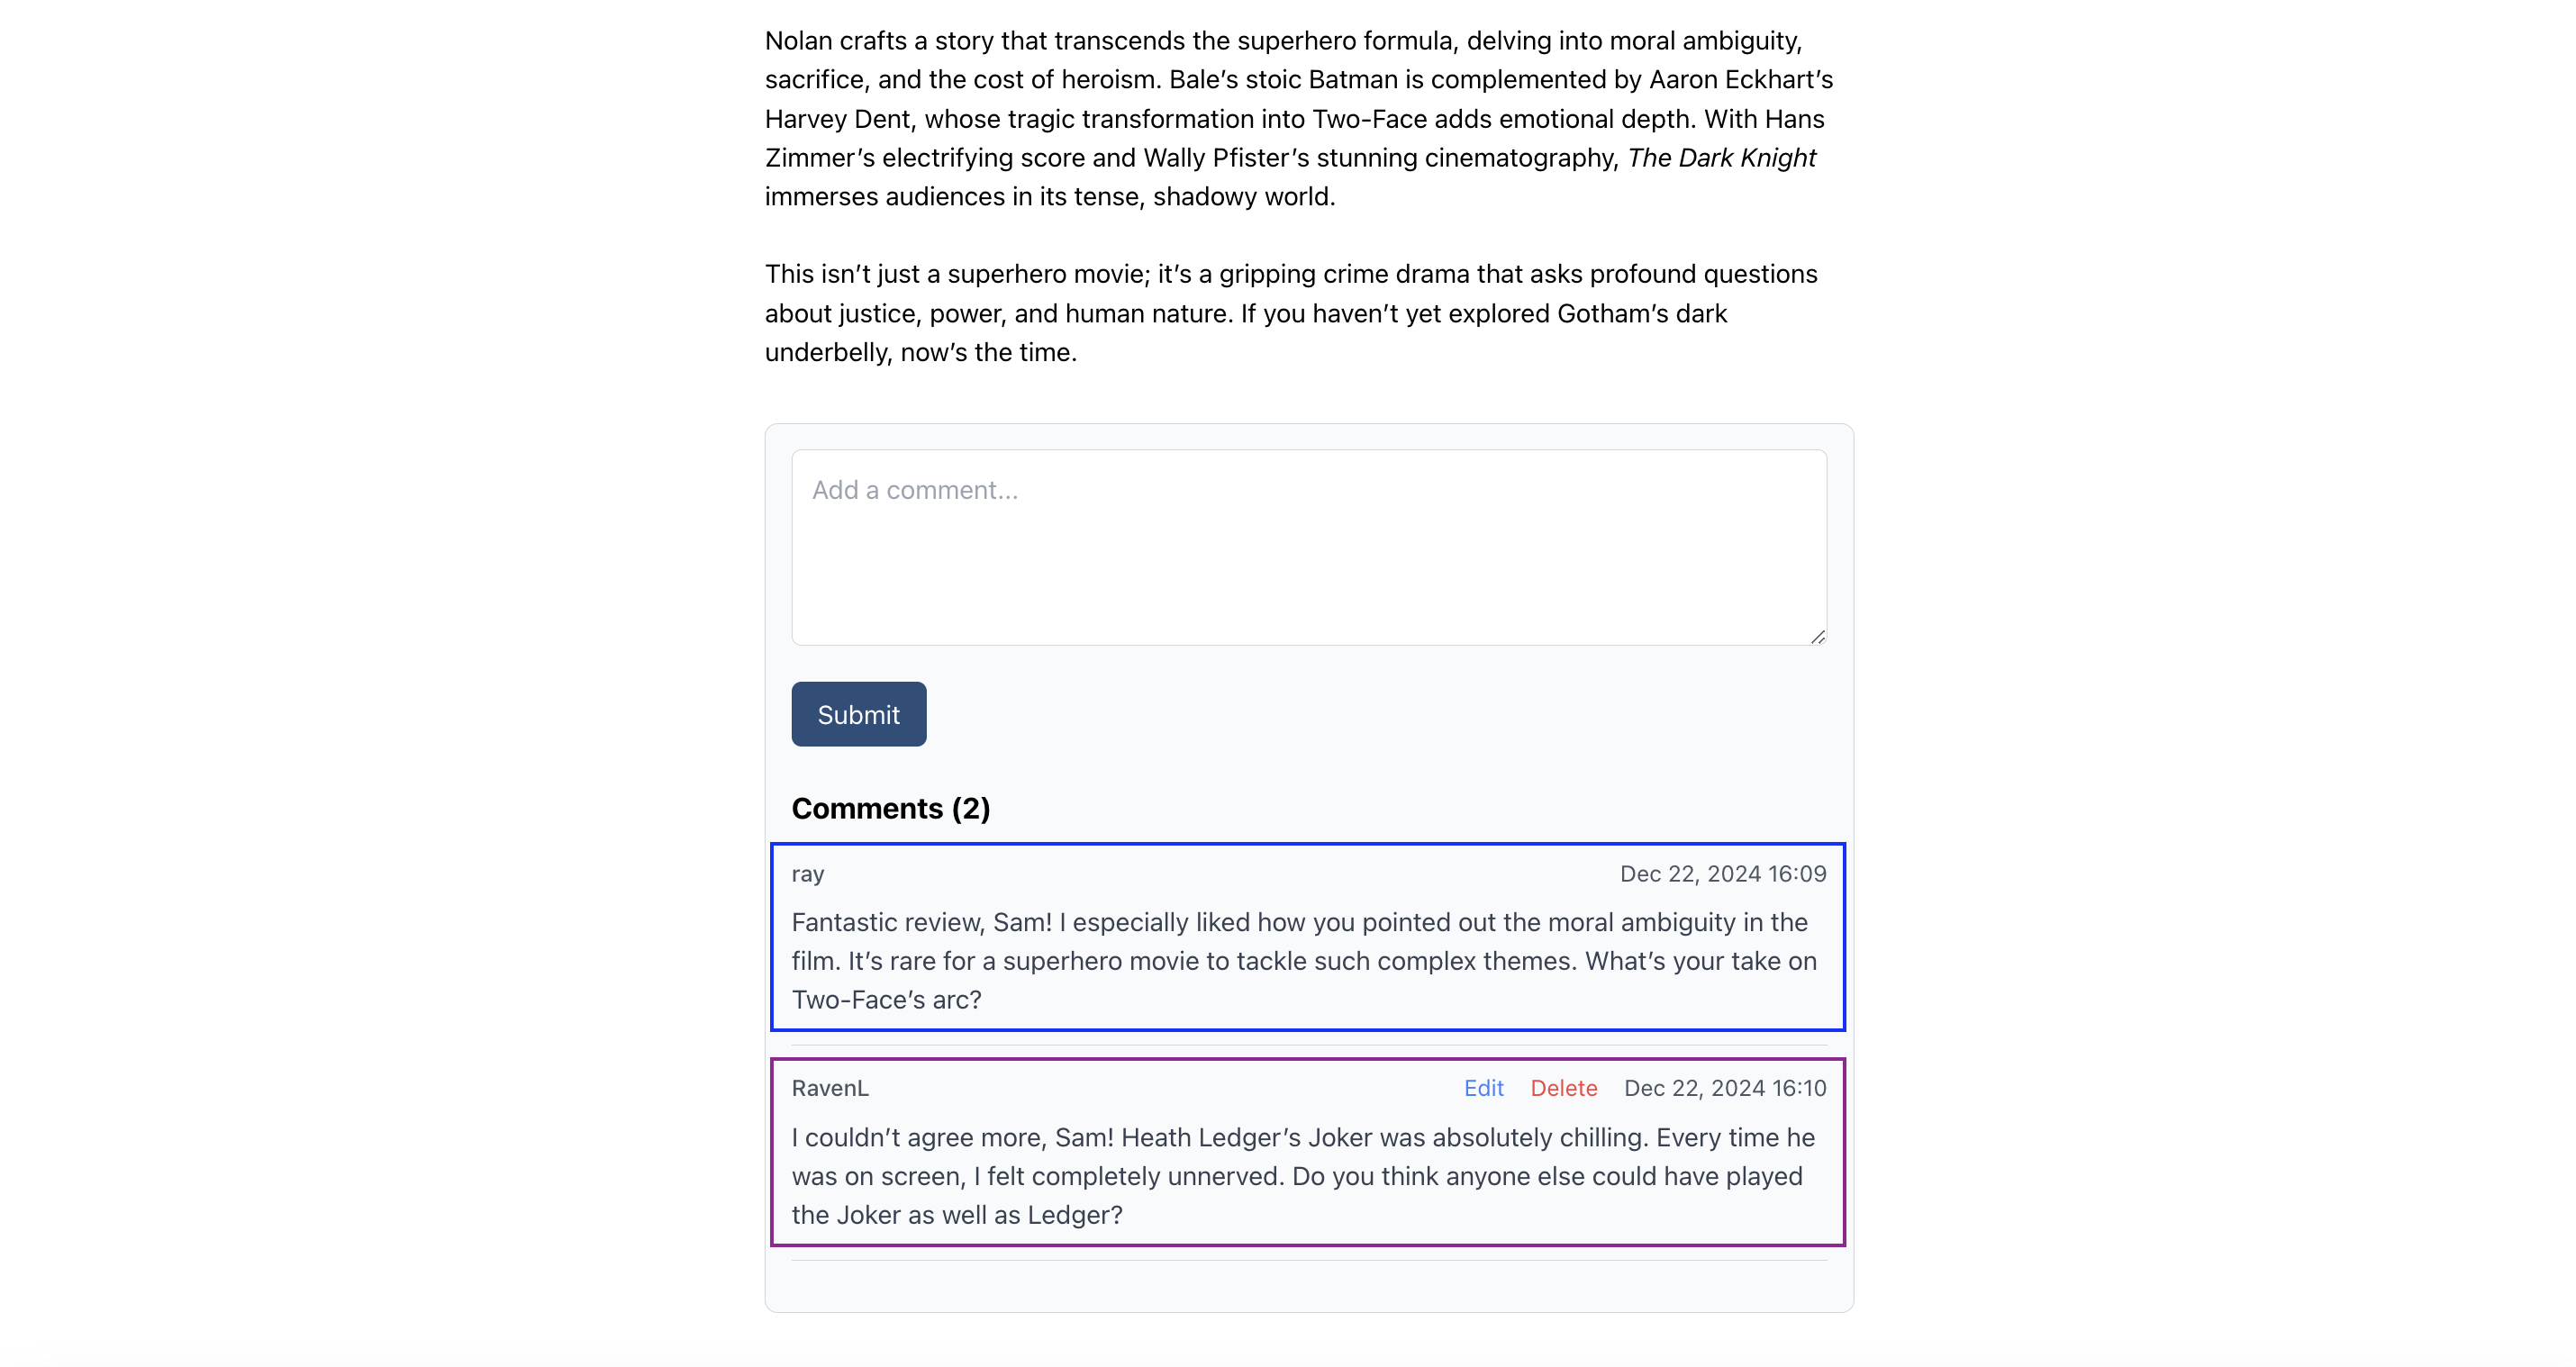 Nolan crafts a story that transcends the superhero formula, delving into moral ambiguity,
sacrifice, and the cost of heroism. Bale’s stoic Batman is complemented by Aaron Eckhart’s
Harvey Dent, whose tragic transformation into Two-Face adds emotional depth. With Hans
Zimmer’s electrifying score and Wally Pfister’s stunning cinematography, The Dark Knight
immerses audiences in its tense, shadowy world.
This isn’t just a superhero movie; it’s a gripping crime drama that asks profound questions
about justice, power, and human nature. If you haven’t yet explored Gotham’s dark
underbelly, now’s the time.
Add a comment...
Submit
Comments (2)
ray Dec 22, 2024 16:09
Fantastic review, Sam! I especially liked how you pointed out the moral ambiguity in the
film. It’s rare for a superhero movie to tackle such complex themes. What’s your take on
Two-Face’s arc?
RavenL Edit Delete Dec 22, 2024 16:10
I couldn’t agree more, Sam! Heath Ledger’s Joker was absolutely chilling. Every time he
was on screen, I felt completely unnerved. Do you think anyone else could have played
the Joker as well as Ledger?